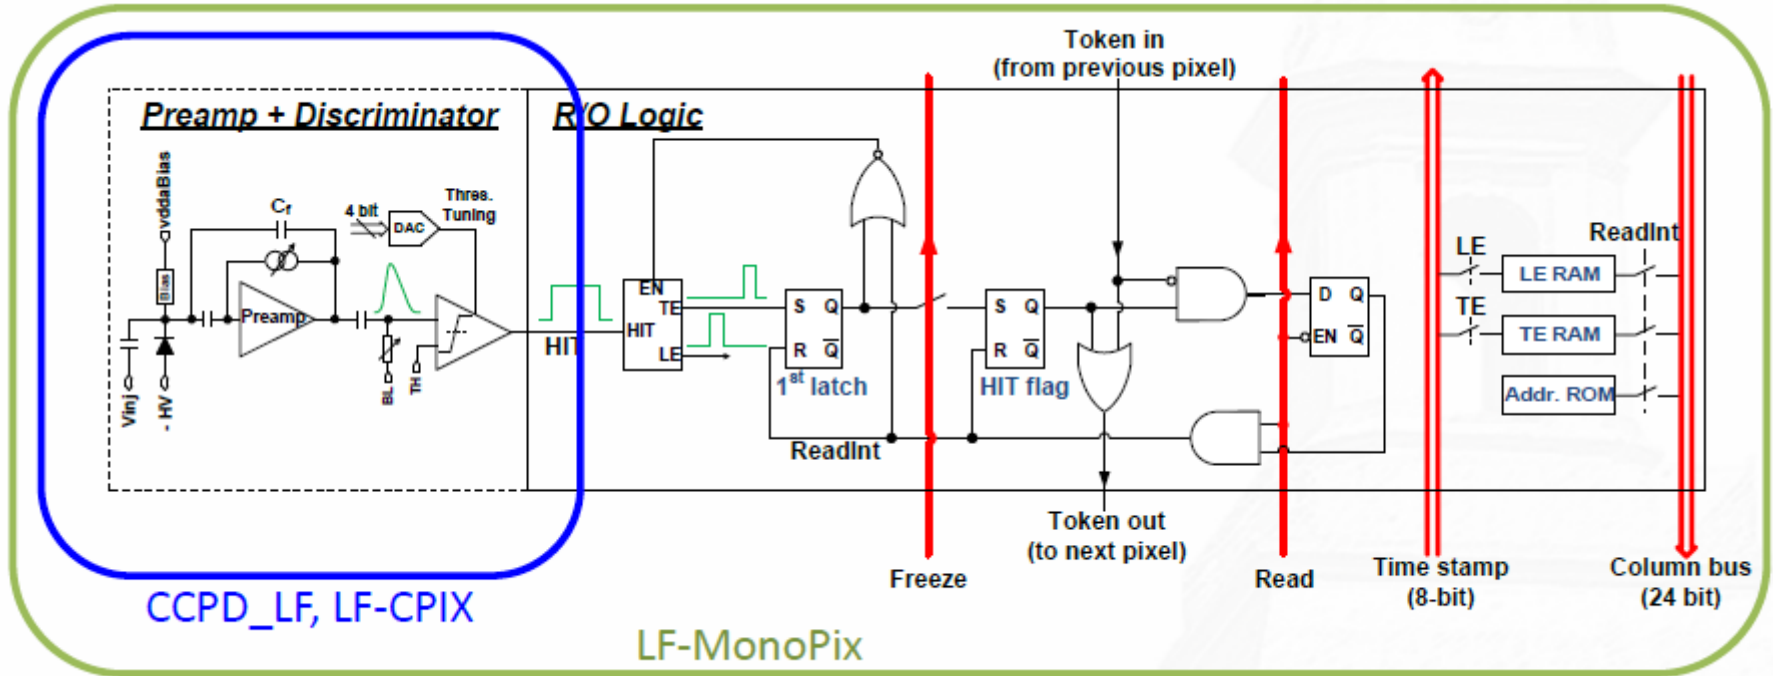 Token in
(from previous pixel)
Preamp + Discriminator
R/O Logic
vddaBias
Bias
Cf
4 bit
DAC
Thres.
Tuning
Preamp
Vinj
- HV
BL
TH
HIT
EN
TE
HIT
LE
S Q
R Q̅
1st latch
S Q
R Q̅
HIT flag
D Q
EN Q̅
ReadInt
LE
LE RAM
TE
TE RAM
Addr. ROM
ReadInt
Token out
(to next pixel)
Freeze
Read
Time stamp
(8-bit)
Column bus
(24 bit)
CCPD_LF, LF-CPIX
LF-MonoPix